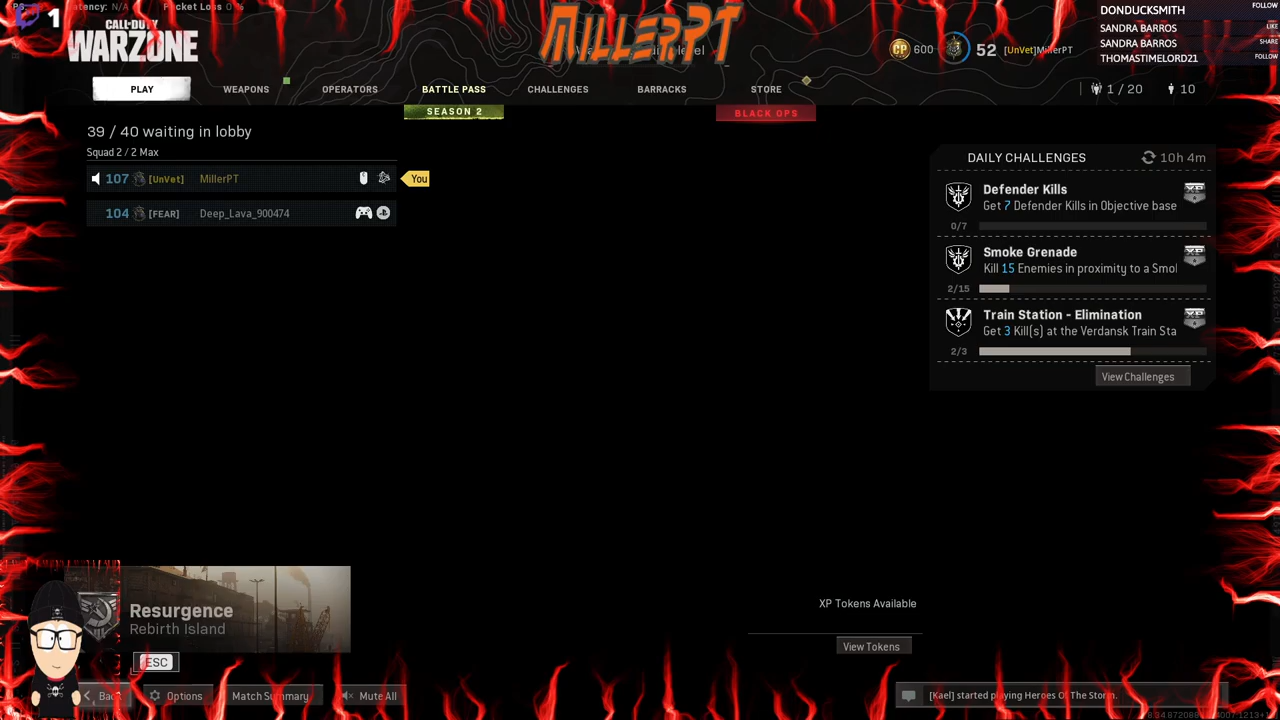 1
Latency: N/A
Packet Loss 0 %
CALL OF DUTY
WARZONE
MILLER.PT
level
600
52
[UnVet]MillerPT
DONDUCKSMITH FOLLOW
SANDRA BARROS LIKE
SANDRA BARROS SHARE
THOMASTIMELORD21 FOLLOW
PLAY
WEAPONS
OPERATORS
BATTLE PASS
CHALLENGES
BARRACKS
STORE
1 / 20
10
SEASON 2
BLACK OPS
39 / 40 waiting in lobby
Squad 2 / 2 Max
107 [UnVet] MillerPT
You
104 [FEAR] Deep_Lava_900474
DAILY CHALLENGES 10h 4m
Defender Kills
Get 7 Defender Kills in Objective base
0/7
Smoke Grenade
Kill 15 Enemies in proximity to a Smol
2/15
Train Station - Elimination
Get 3 Kill(s) at the Verdansk Train Sta
2/3
View Challenges
Resurgence
Rebirth Island
ESC
XP Tokens Available
View Tokens
Back
Options
Match Summary
Mute All
[Kael] started playing Heroes Of The Storm.